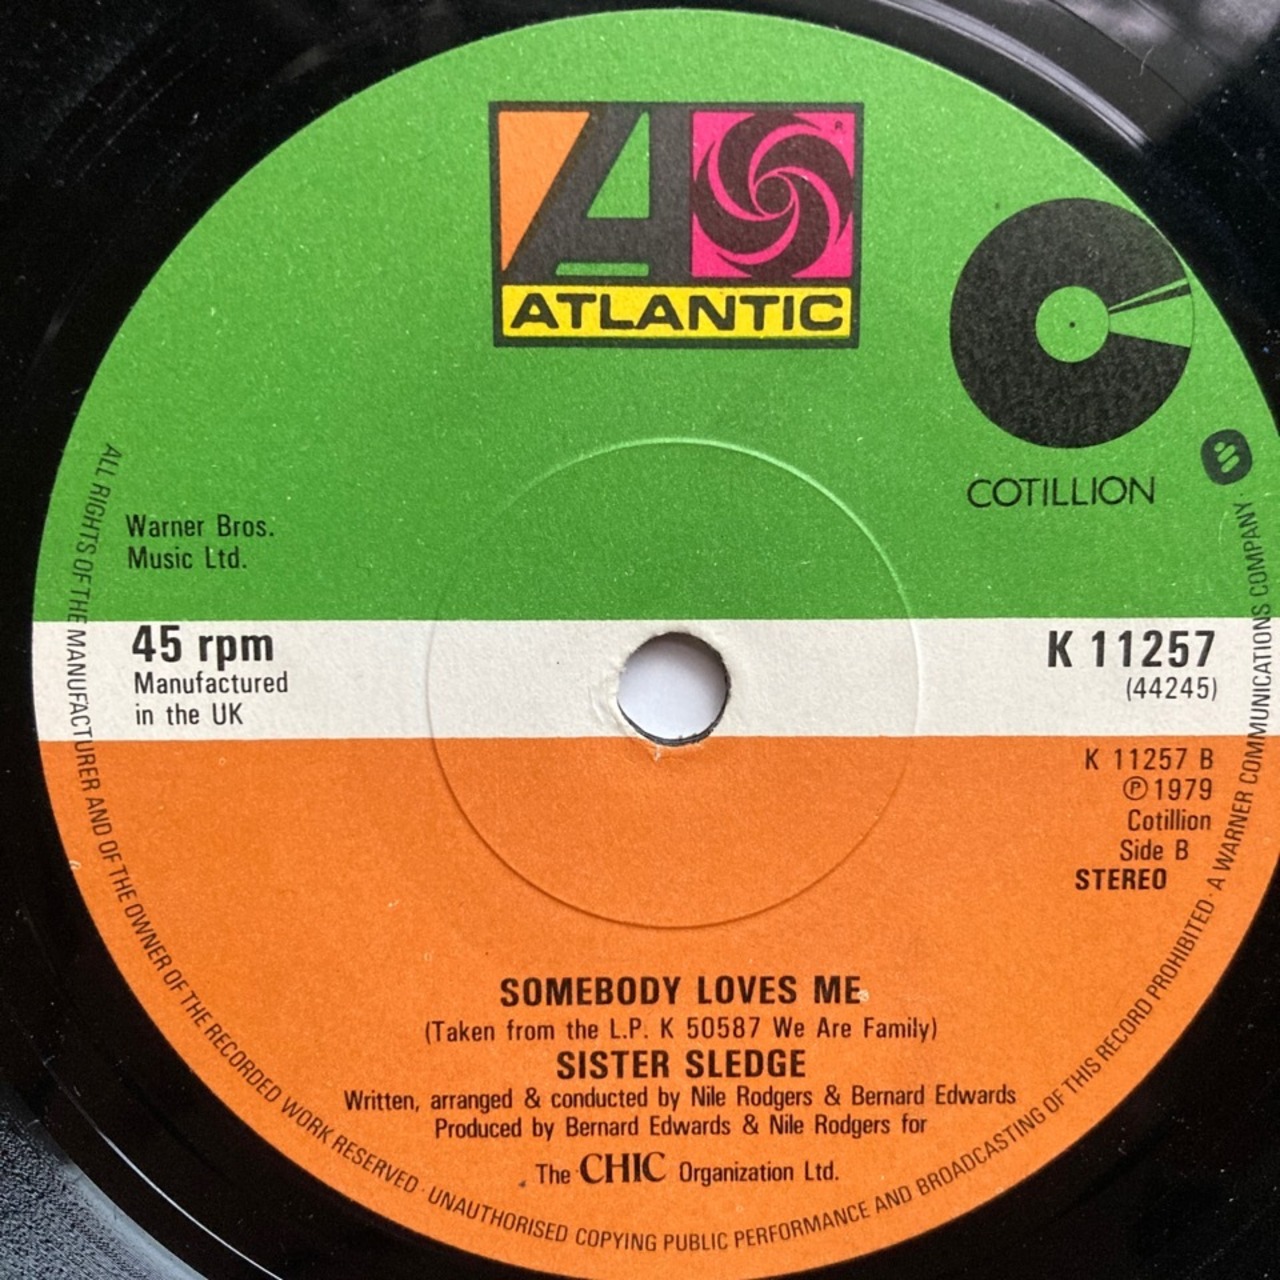 ATLANTIC
COTILLION
Warner Bros.
Music Ltd.
45 rpm
Manufactured
in the UK
K 11257
(44245)
K 11257 B
Ⓟ 1979
Cotillion
Side B
STEREO
SOMEBODY LOVES ME
(Taken from the L.P. K 50587 We Are Family)
SISTER SLEDGE
Written, arranged & conducted by Nile Rodgers & Bernard Edwards
Produced by Bernard Edwards & Nile Rodgers for
The CHIC Organization Ltd.
ALL RIGHTS OF THE MANUFACTURER AND OF THE OWNER OF THE RECORDED WORK RESERVED · UNAUTHORISED COPYING PUBLIC PERFORMANCE AND BROADCASTING OF THIS RECORD PROHIBITED · A WARNER COMMUNICATIONS COMPANY ·